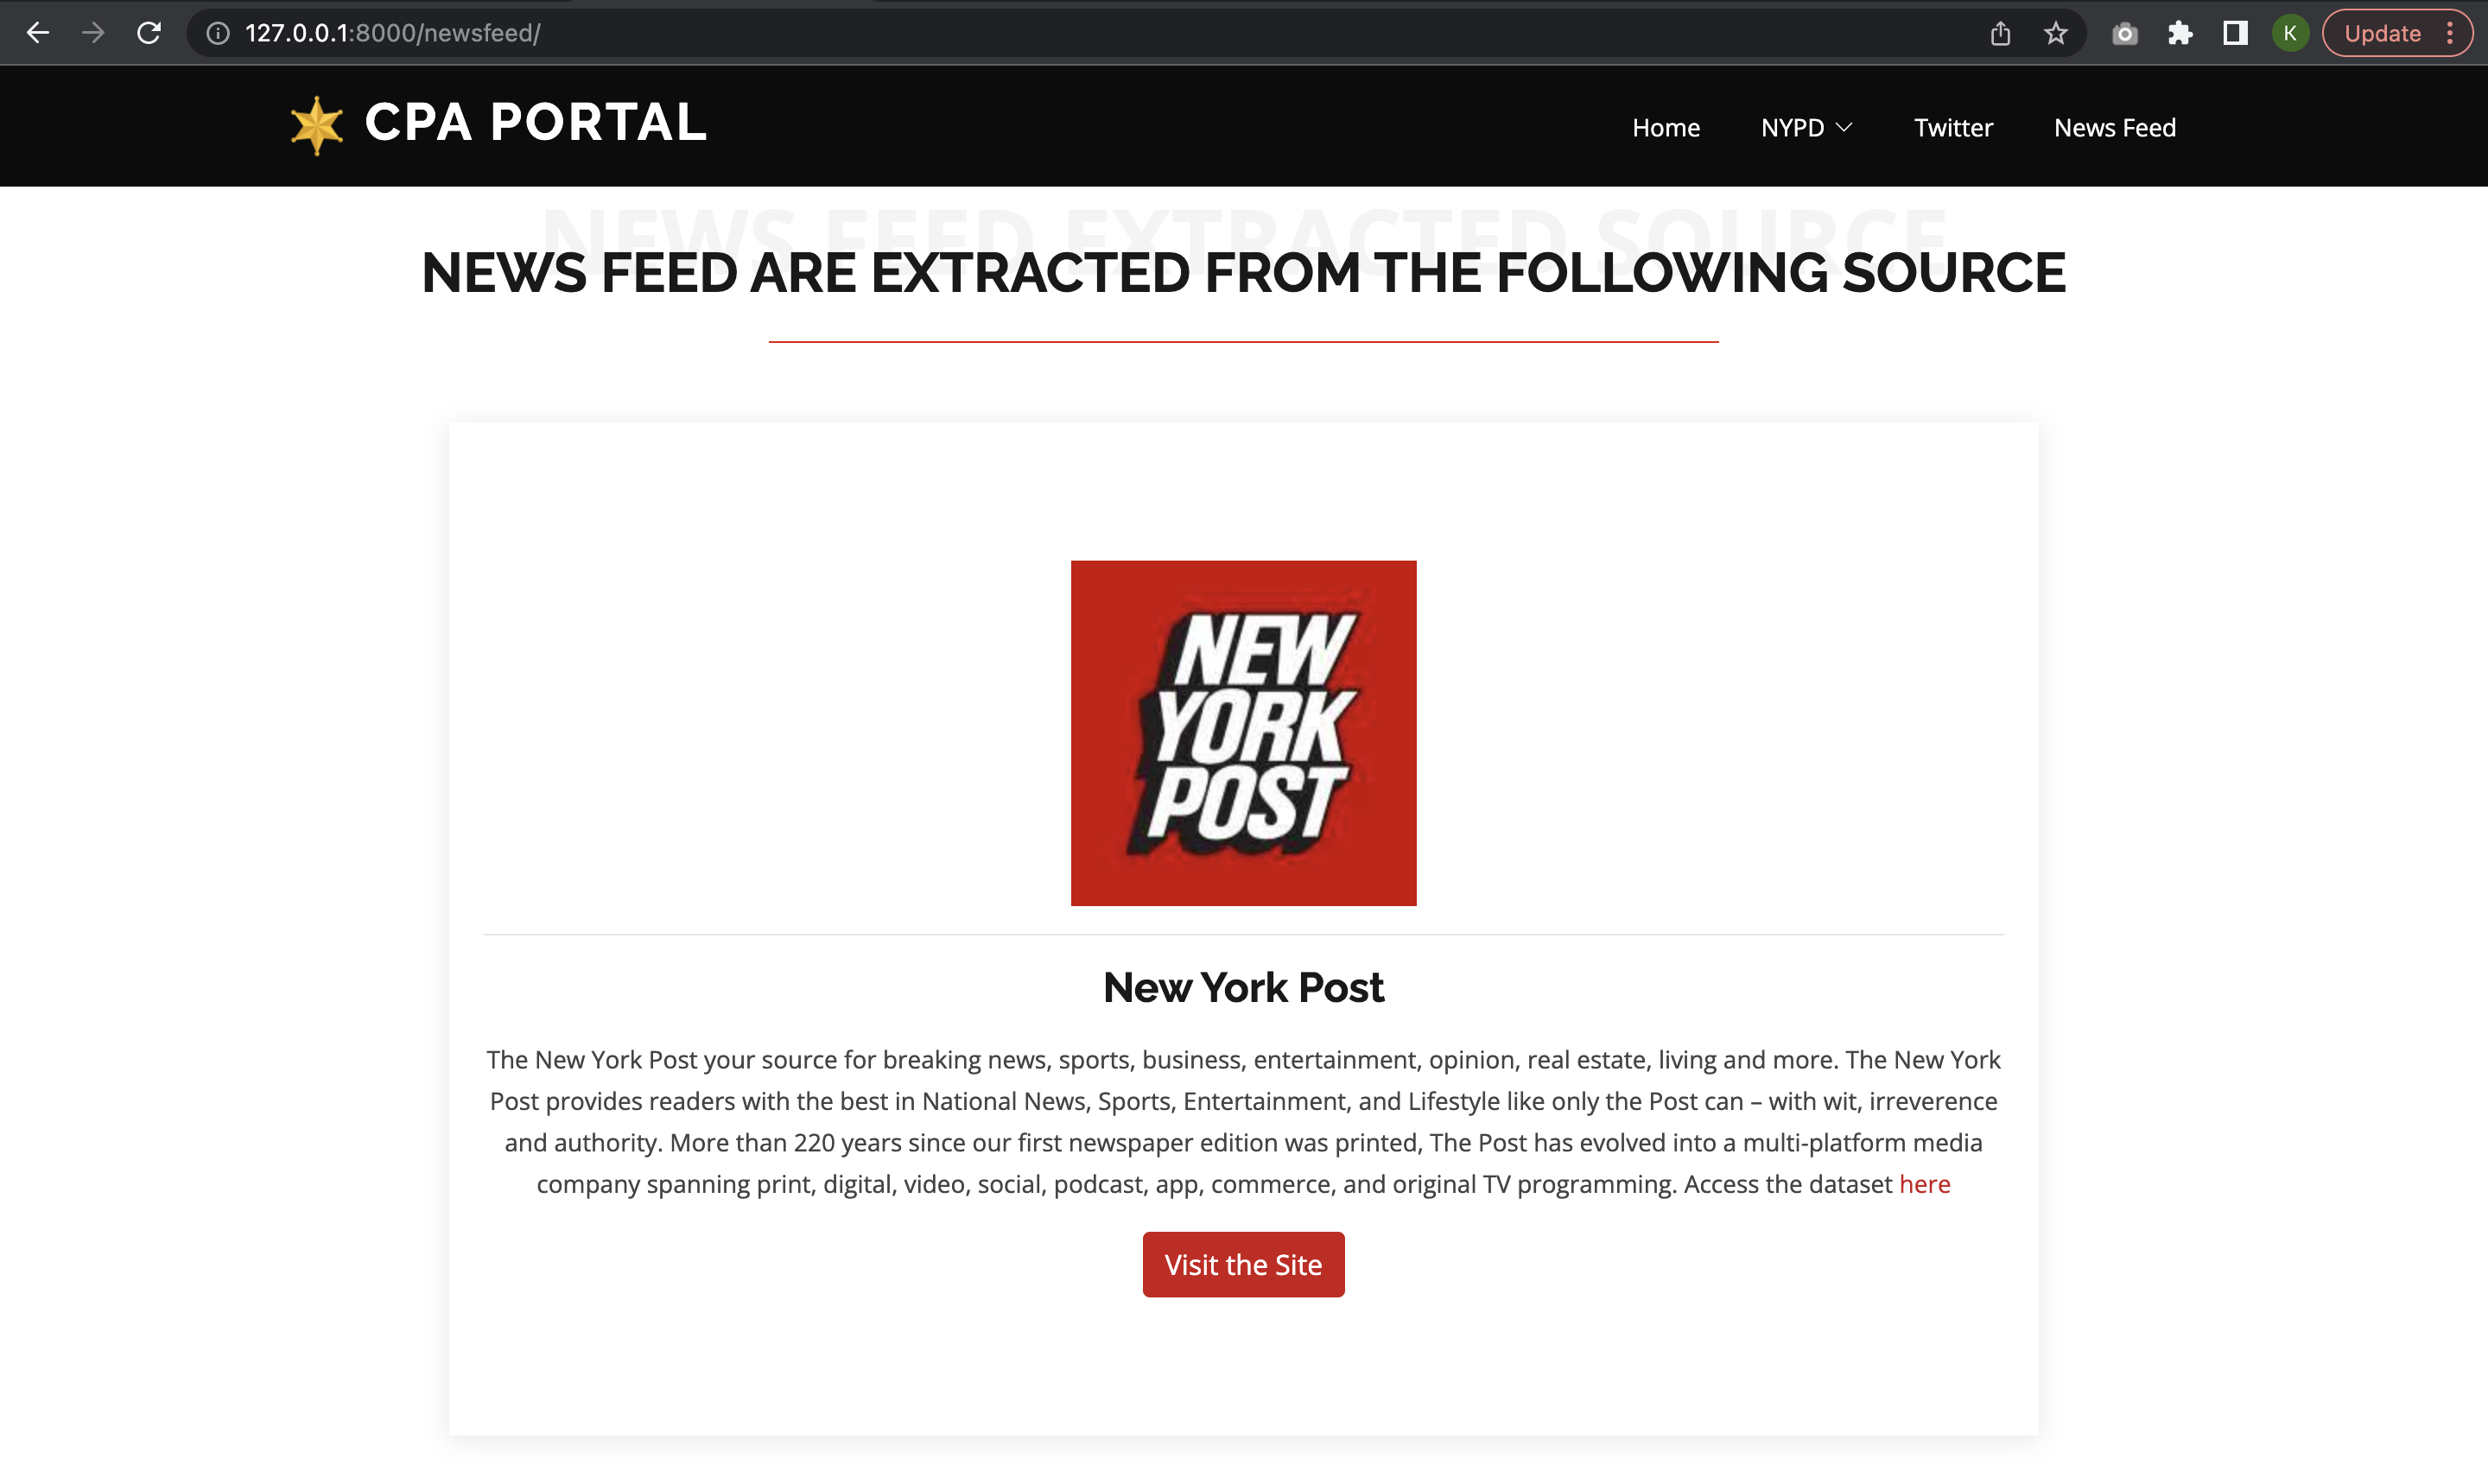 127.0.0.1:8000/newsfeed/
K
Update
CPA PORTAL
Home
NYPD
Twitter
News Feed
NEWS FEED EXTRACTED SOURCE
NEWS FEED ARE EXTRACTED FROM THE FOLLOWING SOURCE
NEW
YORK
POST
New York Post
The New York Post your source for breaking news, sports, business, entertainment, opinion, real estate, living and more. The New York
Post provides readers with the best in National News, Sports, Entertainment, and Lifestyle like only the Post can – with wit, irreverence
and authority. More than 220 years since our first newspaper edition was printed, The Post has evolved into a multi-platform media
company spanning print, digital, video, social, podcast, app, commerce, and original TV programming. Access the dataset here
Visit the Site